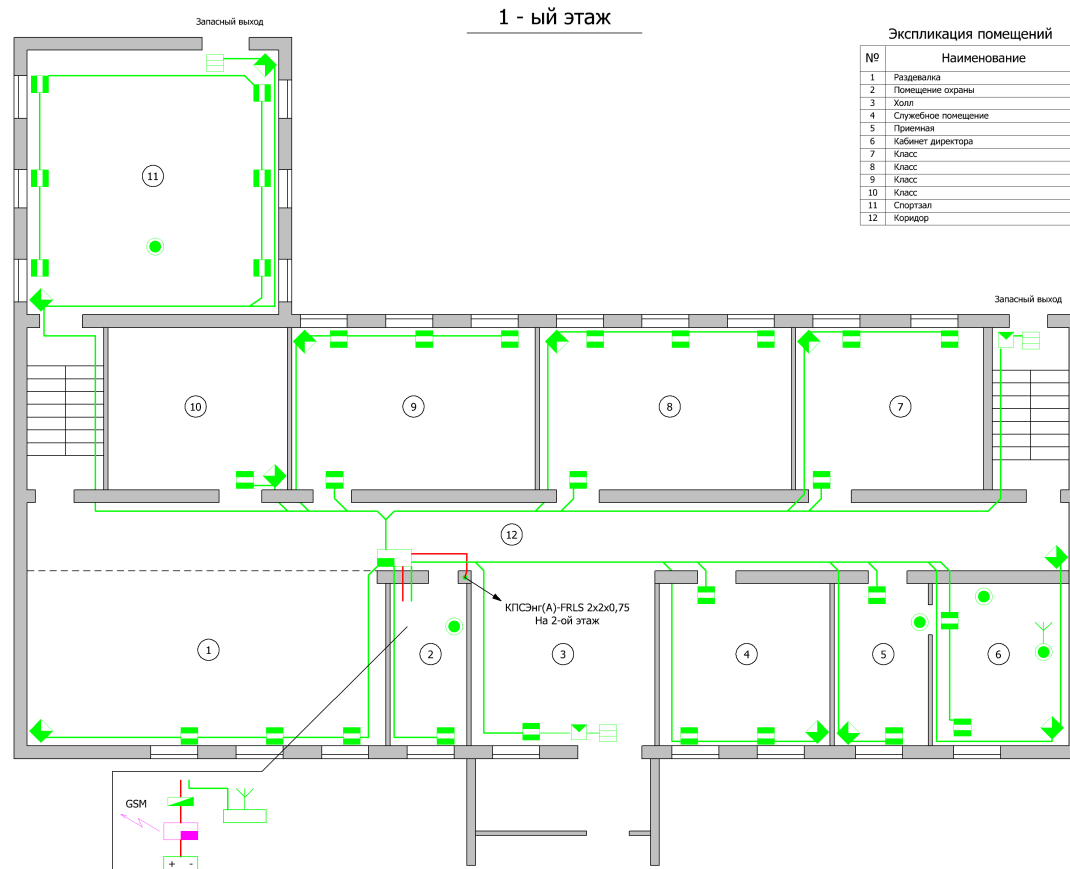 1 - ый этаж
Запасный выход
Экспликация помещений
№ Наименование
1 Раздевалка
2 Помещение охраны
3 Холл
4 Служебное помещение
5 Приемная
6 Кабинет директора
7 Класс
8 Класс
9 Класс
10 Класс
11 Спортзал
12 Коридор
11
Запасный выход
10
9
8
7
12
КПСЭнг(А)-FRLS 2х2х0,75
На 2-ой этаж
1
2
3
4
5
6
GSM
+ -